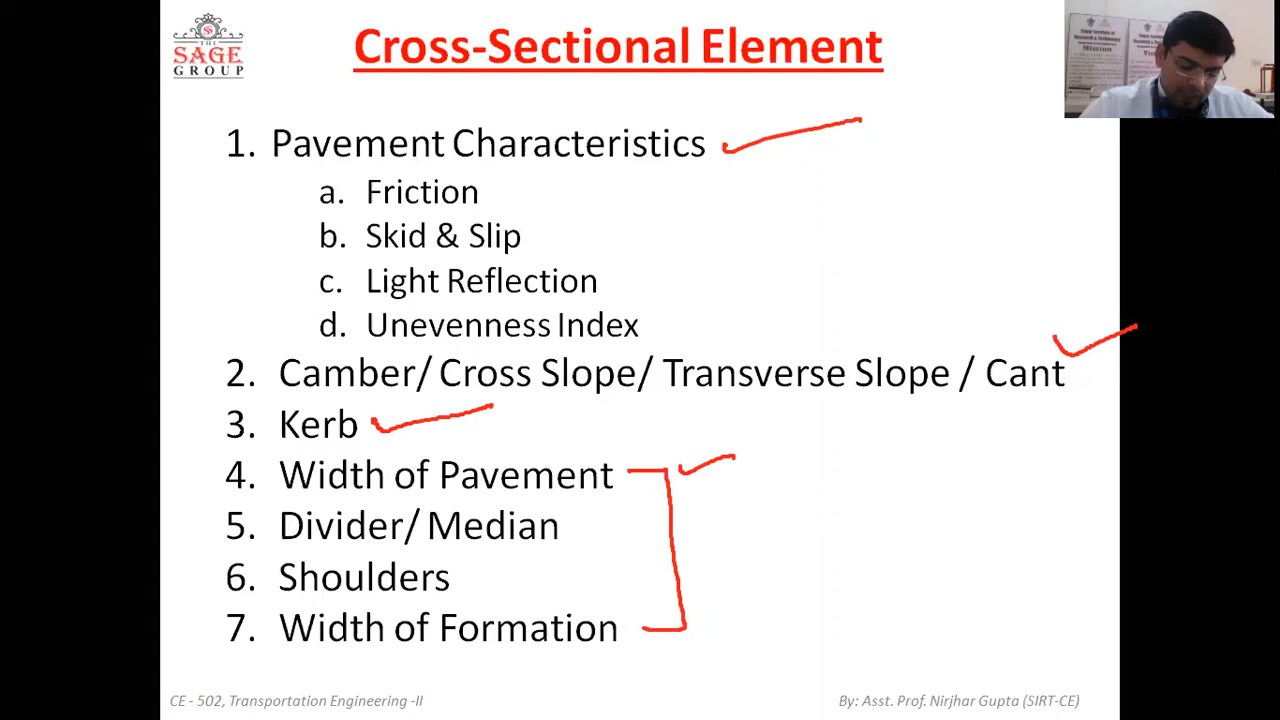 THE
SAGE
GROUP
Cross-Sectional Element
Mission
1. Pavement Characteristics
a. Friction
b. Skid & Slip
c. Light Reflection
d. Unevenness Index
2. Camber/ Cross Slope/ Transverse Slope / Cant
3. Kerb
4. Width of Pavement
5. Divider/ Median
6. Shoulders
7. Width of Formation
CE - 502, Transportation Engineering -II
By: Asst. Prof. Nirjhar Gupta (SIRT-CE)